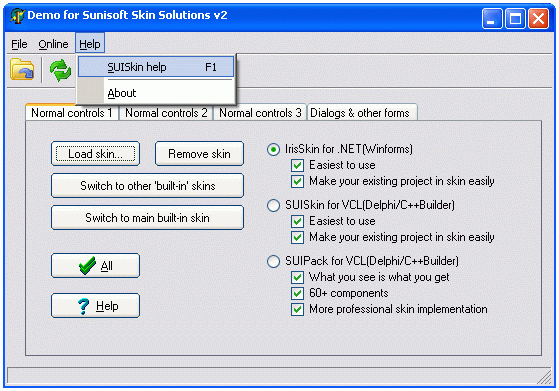 Demo for Sunisoft Skin Solutions v2
File Online Help
SUISkin help F1
About
Normal controls 1 Normal controls 2 Normal controls 3 Dialogs & other forms
Load skin... Remove skin
Switch to other 'built-in' skins
Switch to main built-in skin
All
Help
IrisSkin for .NET(Winforms)
Easiest to use
Make your existing project in skin easily
SUISkin for VCL(Delphi/C++Builder)
Easiest to use
Make your existing project in skin easily
SUIPack for VCL(Delphi/C++Builder)
What you see is what you get
60+ components
More professional skin implementation